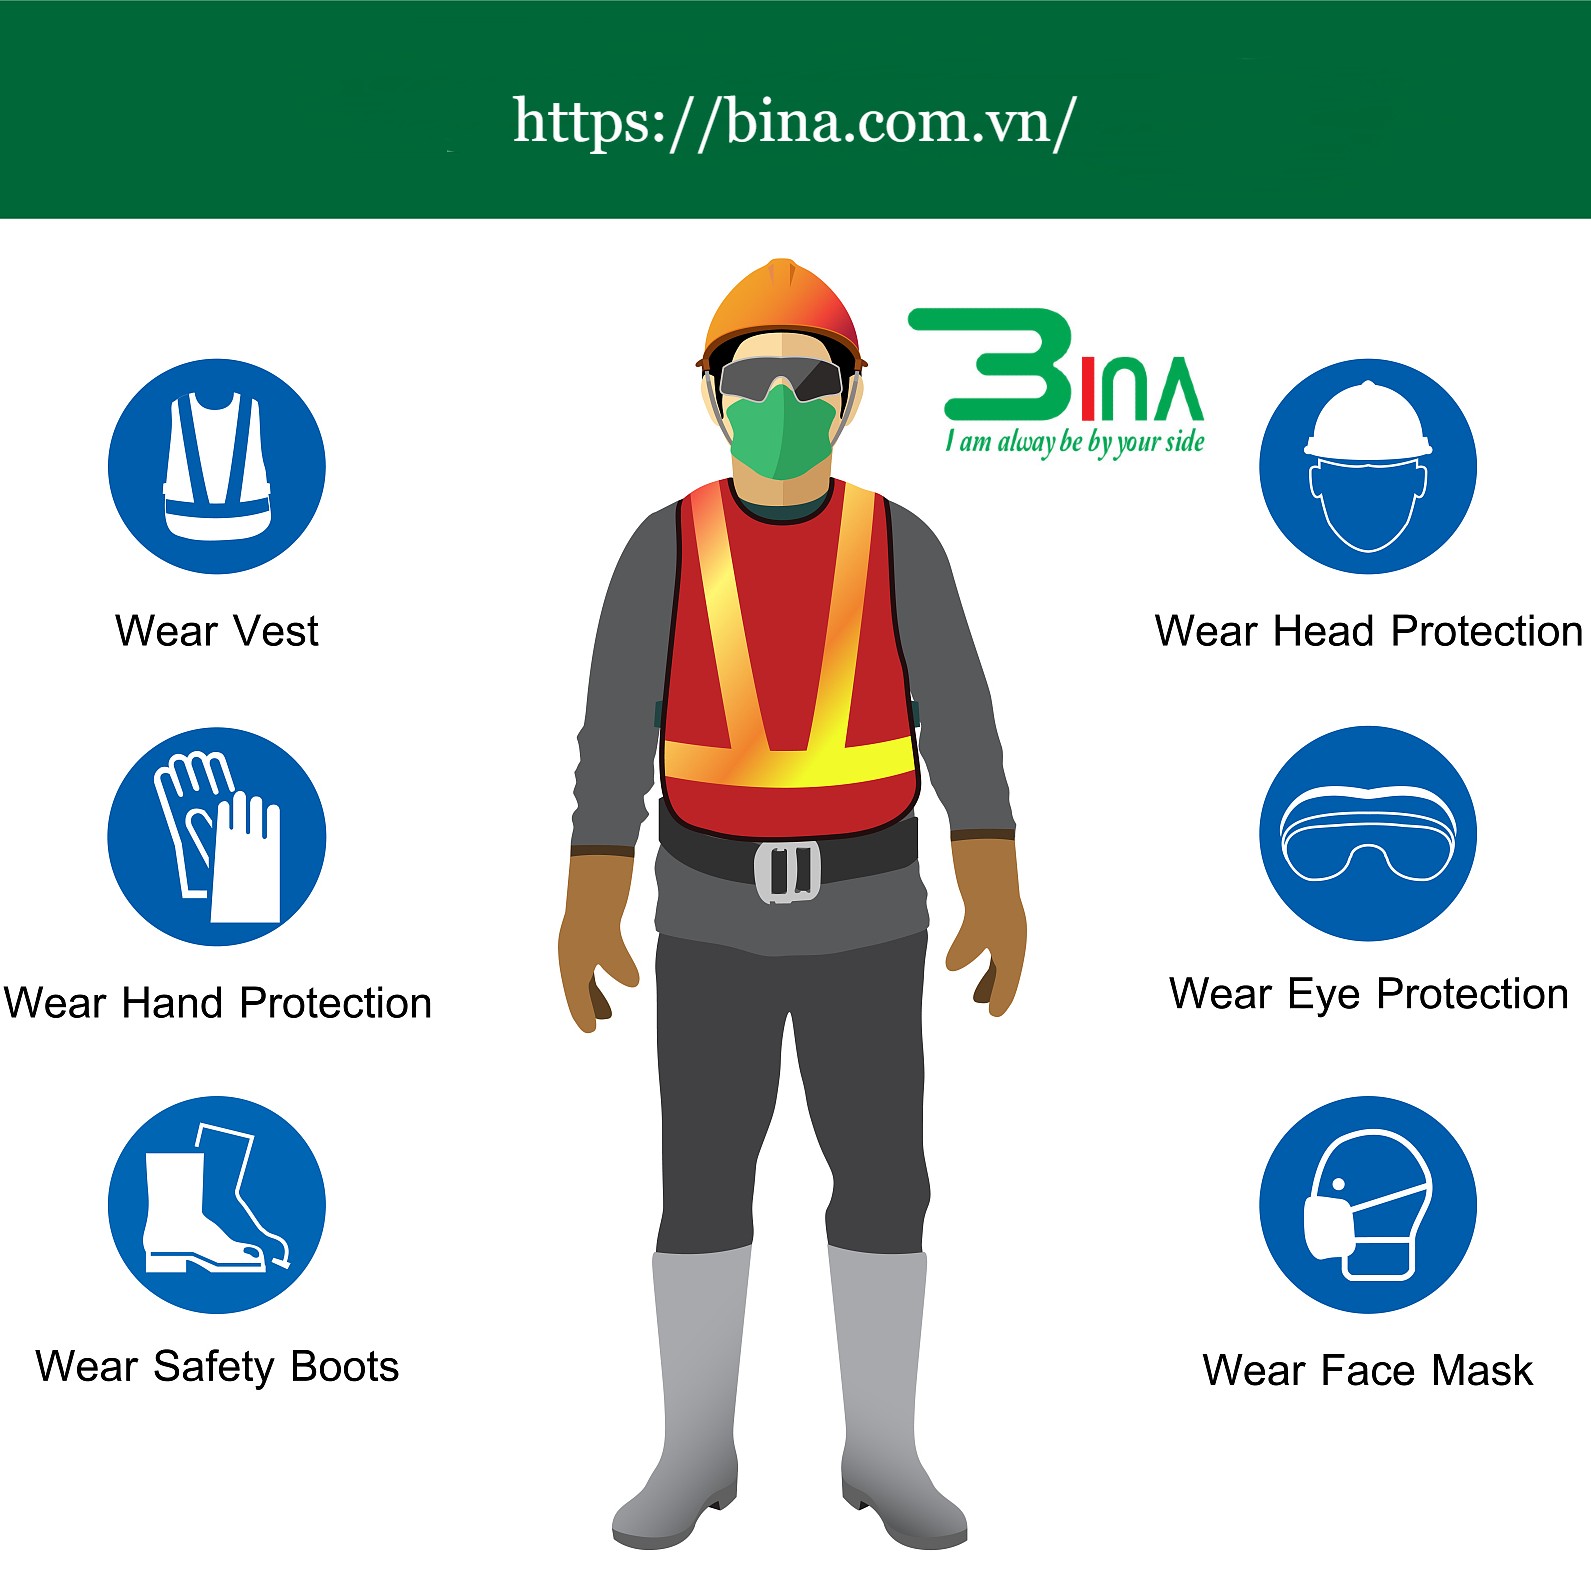 https://bina.com.vn/
BINA
I am alway be by your side
Wear Vest
Wear Head Protection
Wear Hand Protection
Wear Eye Protection
Wear Safety Boots
Wear Face Mask